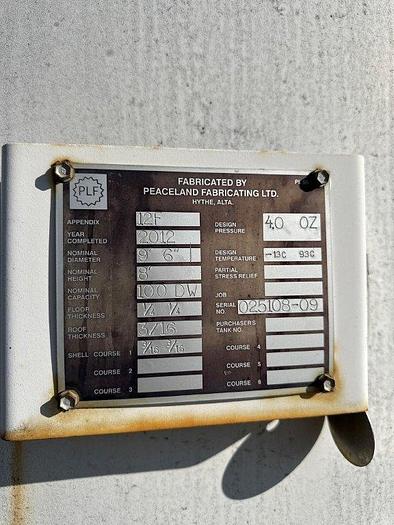 PLF
FABRICATED BY
PEACELAND FABRICATING LTD.
HYTHE, ALTA.
APPENDIX 12F
YEAR COMPLETED 2012
NOMINAL DIAMETER 9' 6"
NOMINAL HEIGHT 8'
NOMINAL CAPACITY 100 DW
FLOOR THICKNESS 1/4 1/4
ROOF THICKNESS 3/16
SHELL COURSE 1 3/16 3/16
COURSE 2
COURSE 3
DESIGN PRESSURE 4.0 OZ
DESIGN TEMPERATURE -13C 93C
PARTIAL STRESS RELIEF
JOB
SERIAL NO. 025108-09
PURCHASER'S TANK NO.
COURSE 4
COURSE 5
COURSE 6